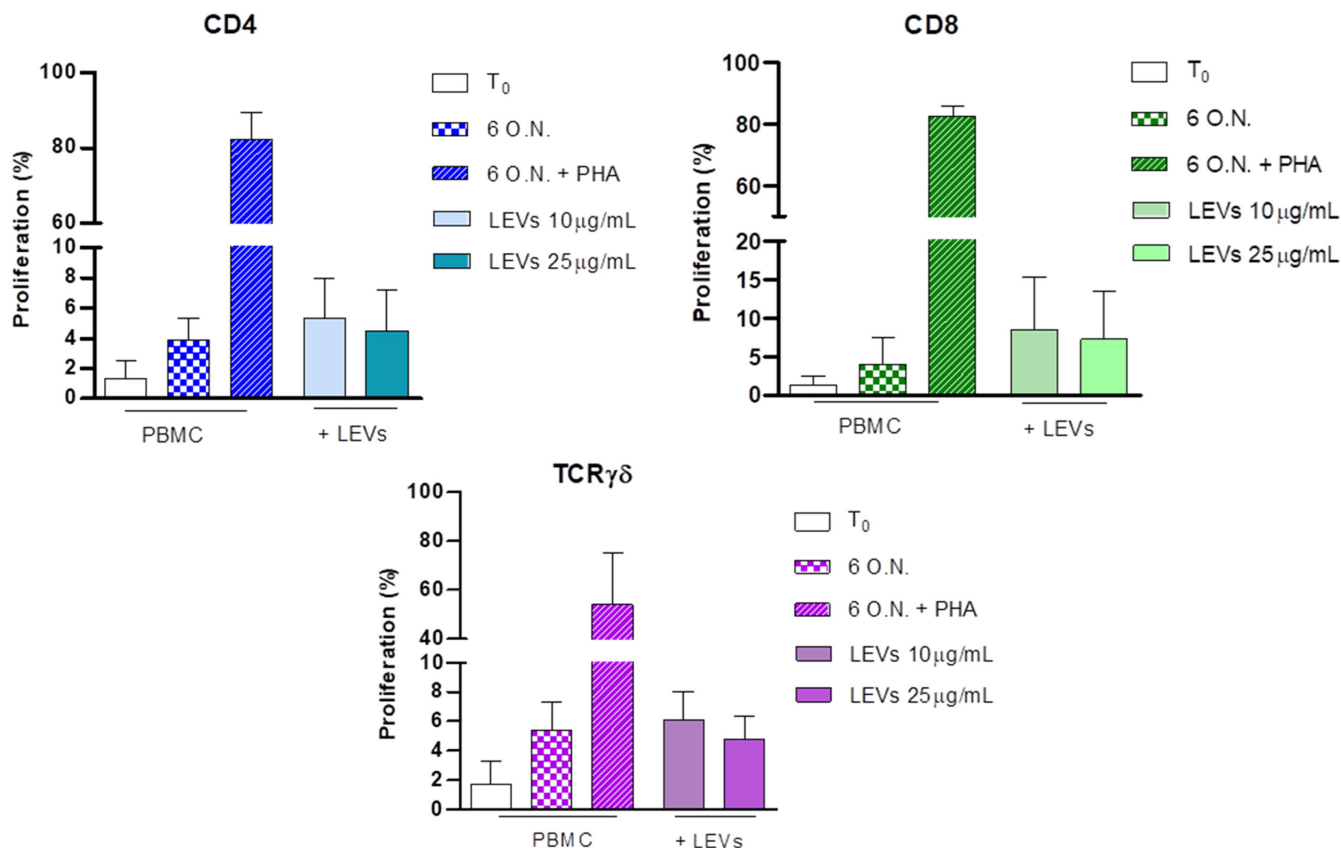 CD4
Proliferation (%)
100
80
60
10
8
6
4
2
0
PBMC
+ LEVs
T₀
6 O.N.
6 O.N. + PHA
LEVs 10µg/mL
LEVs 25µg/mL
CD8
Proliferation (%)
100
80
60
20
15
10
5
0
PBMC
+ LEVs
T₀
6 O.N.
6 O.N. + PHA
LEVs 10µg/mL
LEVs 25µg/mL
TCRγδ
Proliferation (%)
100
80
60
40
10
8
6
4
2
0
PBMC
+ LEVs
T₀
6 O.N.
6 O.N. + PHA
LEVs 10µg/mL
LEVs 25µg/mL